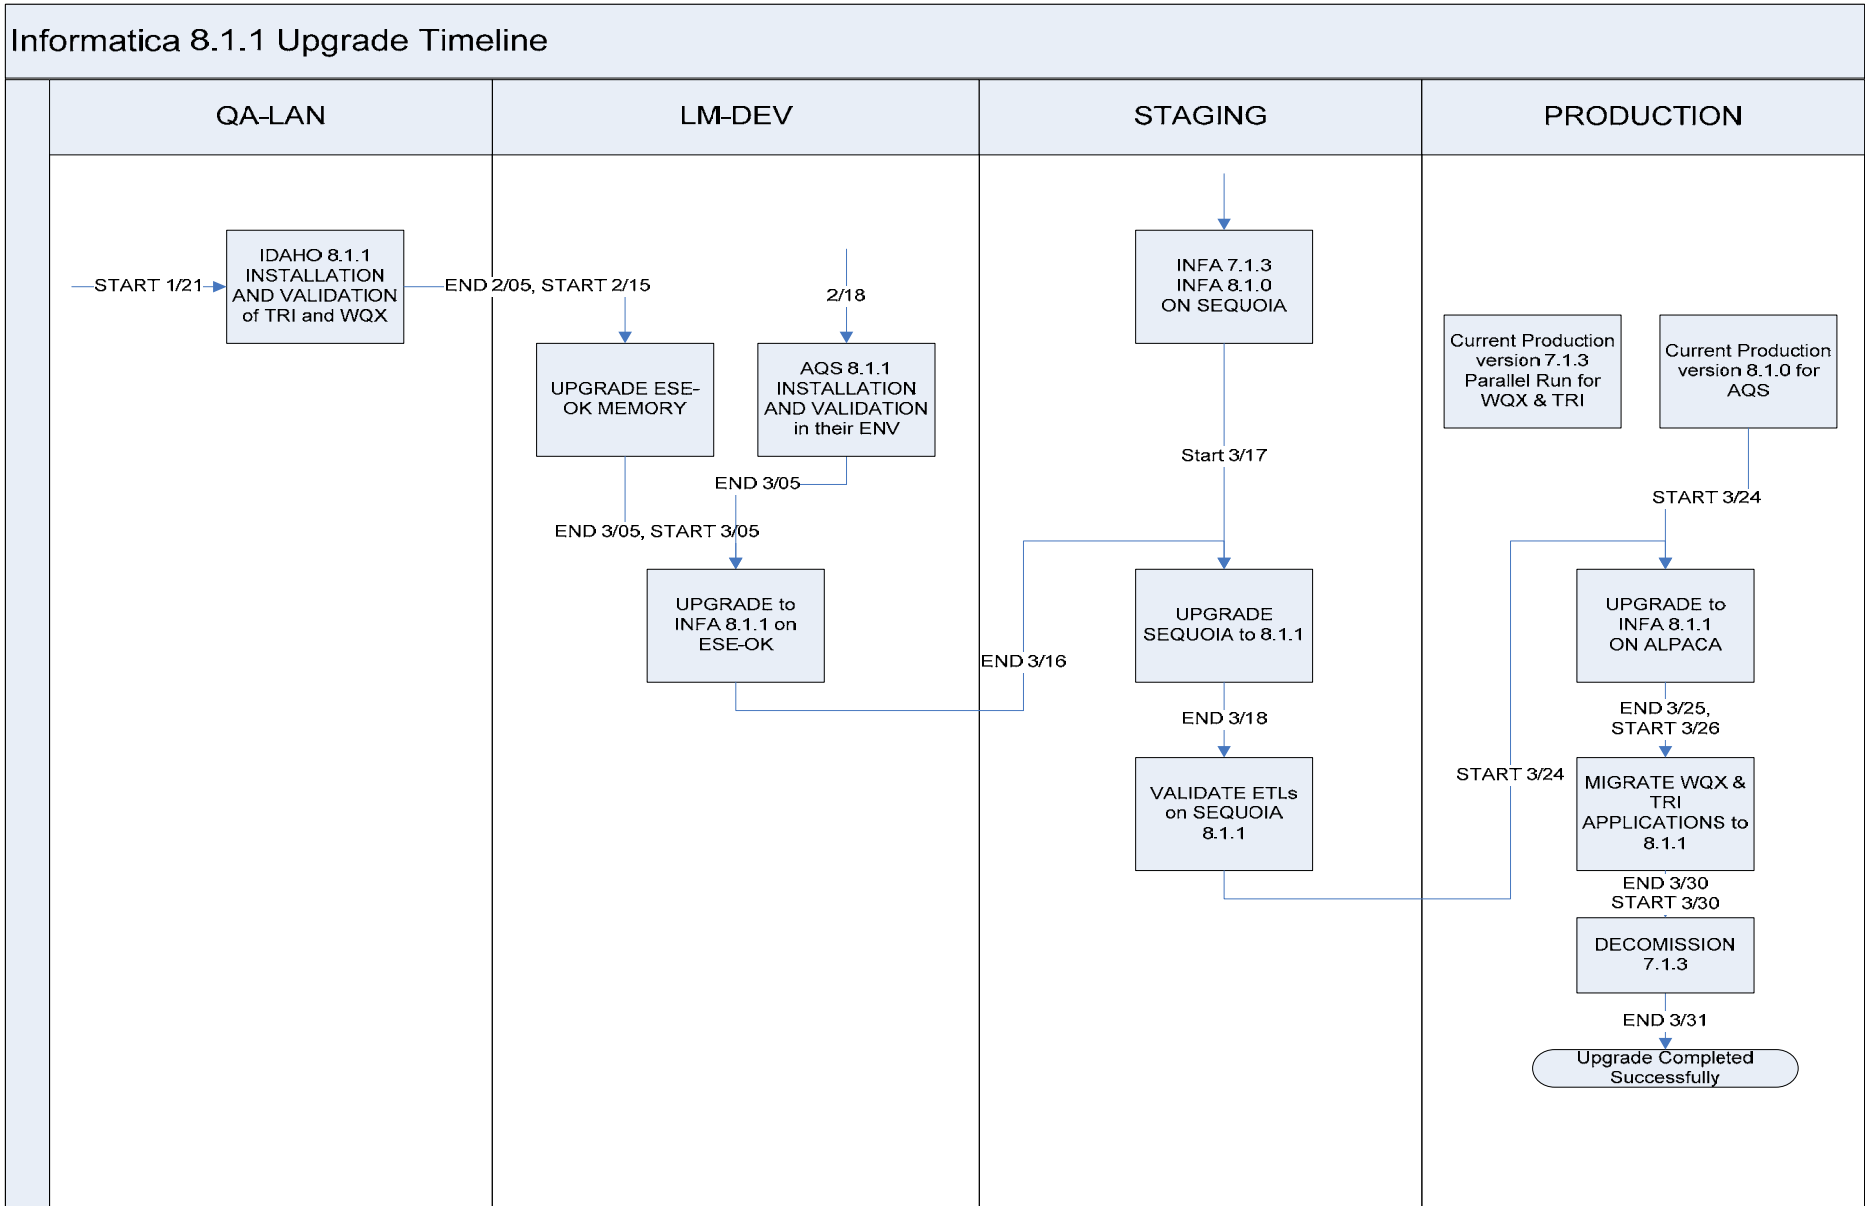 Informatica 8.1.1 Upgrade Timeline
QA-LAN
LM-DEV
STAGING
PRODUCTION
START 1/21
IDAHO 8.1.1
INSTALLATION
AND VALIDATION
of TRI and WQX
END 2/05, START 2/15
UPGRADE ESE-
OK MEMORY
2/18
AQS 8.1.1
INSTALLATION
AND VALIDATION
in their ENV
END 3/05
END 3/05, START 3/05
UPGRADE to
INFA 8.1.1 on
ESE-OK
END 3/16
INFA 7.1.3
INFA 8.1.0
ON SEQUOIA
Start 3/17
UPGRADE
SEQUOIA to 8.1.1
END 3/18
VALIDATE ETLs
on SEQUOIA
8.1.1
START 3/24
Current Production
version 7.1.3
Parallel Run for
WQX & TRI
Current Production
version 8.1.0 for
AQS
START 3/24
UPGRADE to
INFA 8.1.1
ON ALPACA
END 3/25,
START 3/26
MIGRATE WQX &
TRI
APPLICATIONS to
8.1.1
END 3/30
START 3/30
DECOMISSION
7.1.3
END 3/31
Upgrade Completed
Successfully